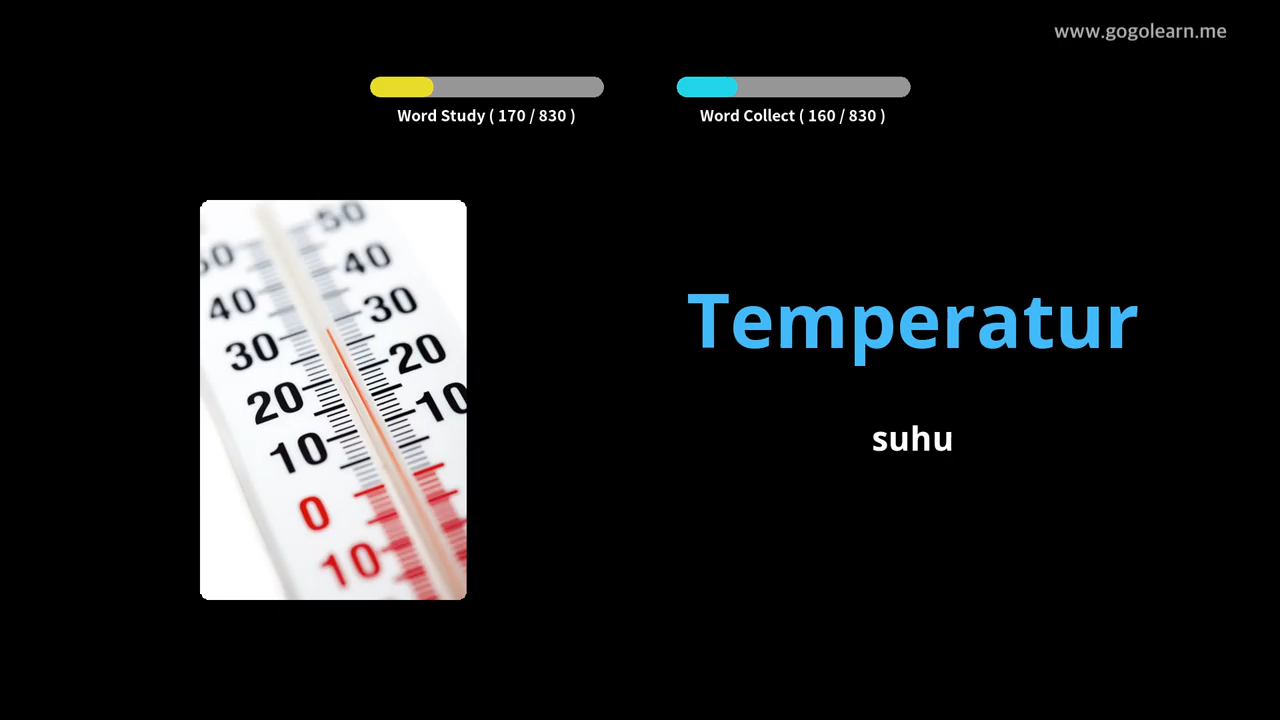 www.gogolearn.me
Word Study ( 170 / 830 )
Word Collect ( 160 / 830 )
50
40
40
30
30
20
20
10
10
0
10
Temperatur
suhu